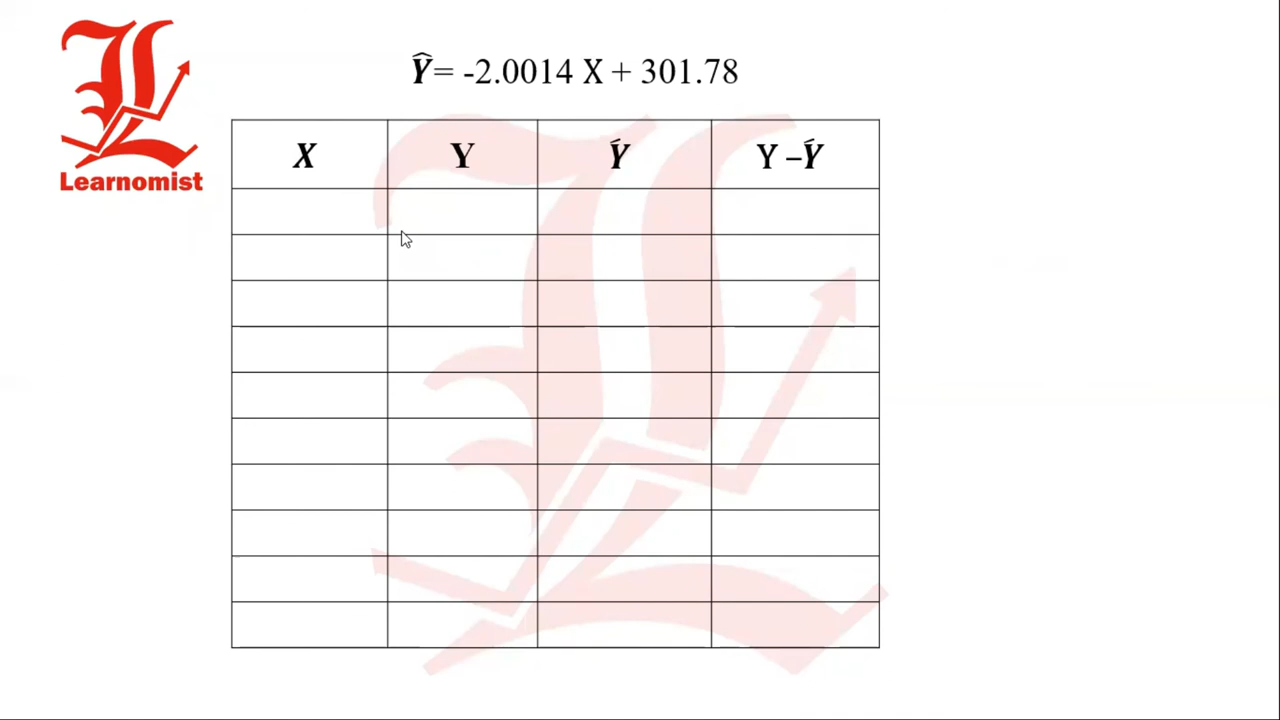 Ŷ= -2.0014 X + 301.78
Learnomist
X Y Ý Y –Ý